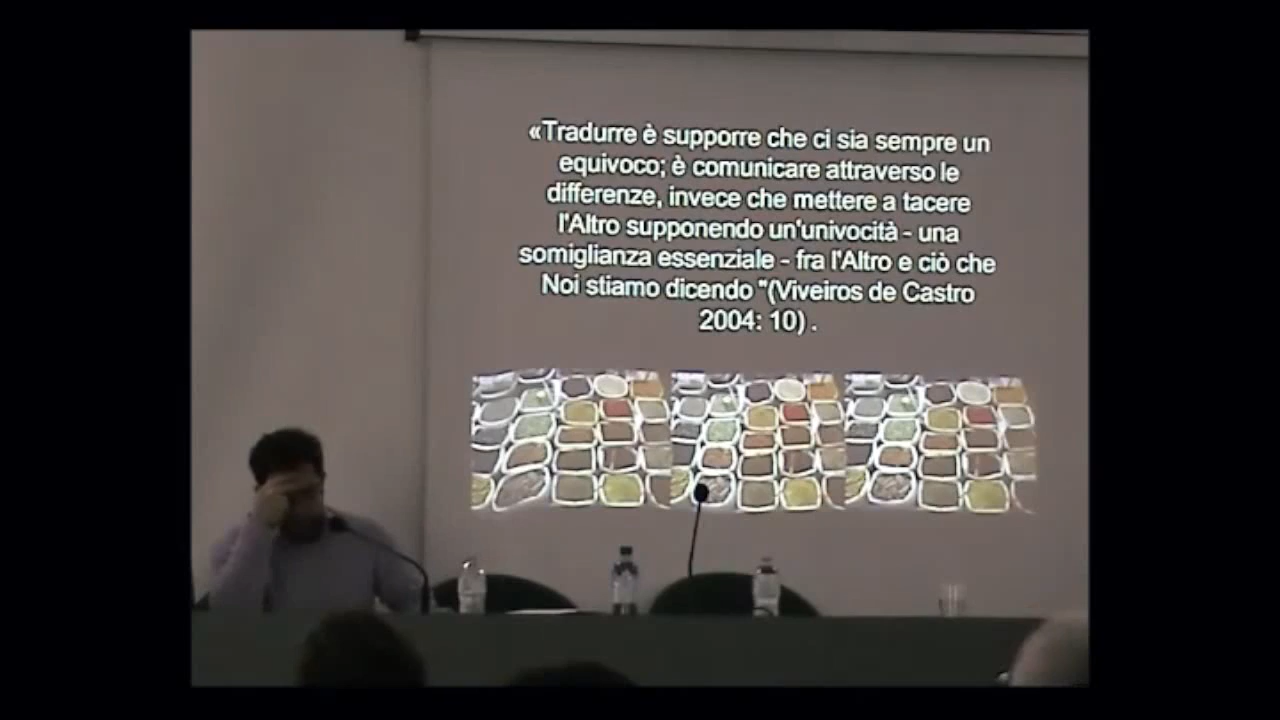 «Tradurre è supporre che ci sia sempre un
equivoco; è comunicare attraverso le
differenze, invece che mettere a tacere
l'Altro supponendo un'univocità - una
somiglianza essenziale - fra l'Altro e ciò che
Noi stiamo dicendo "(Viveiros de Castro
2004: 10) .